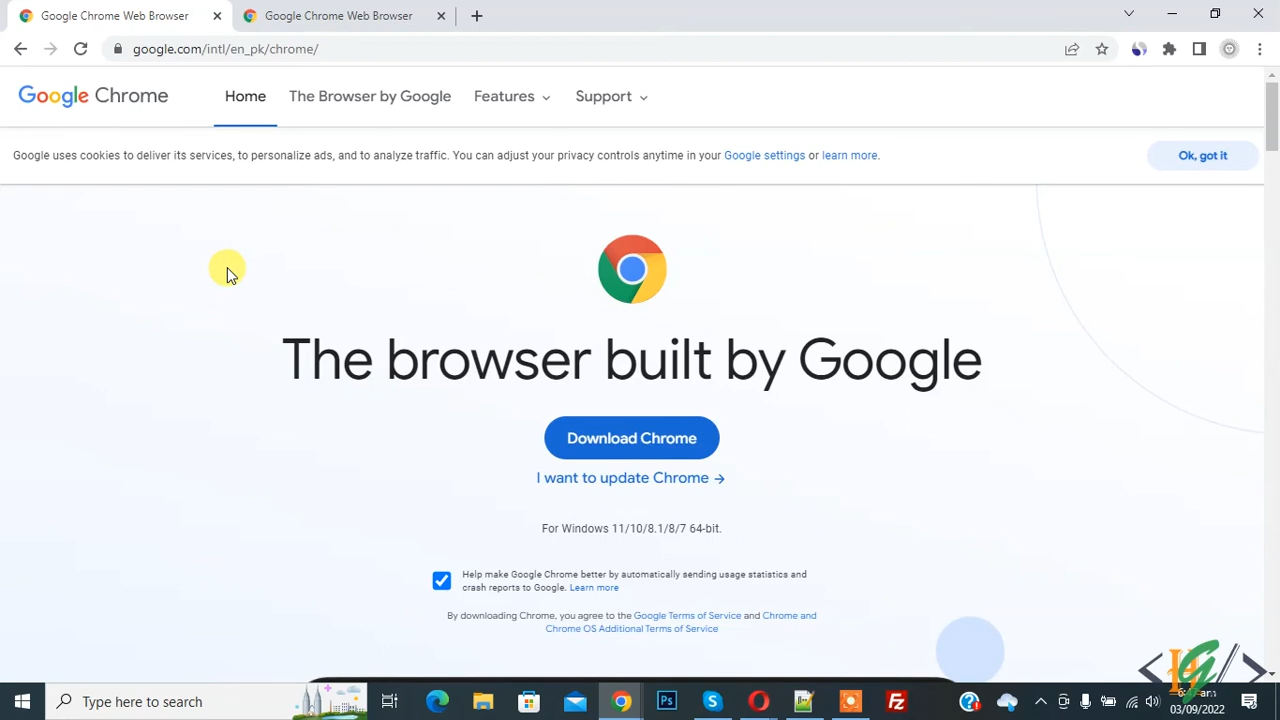 Google Chrome Web Browser
Google Chrome Web Browser
google.com/intl/en_pk/chrome/
Google Chrome
Home
The Browser by Google
Features
Support
Google uses cookies to deliver its services, to personalize ads, and to analyze traffic. You can adjust your privacy controls anytime in your Google settings or learn more.
Ok, got it
The browser built by Google
Download Chrome
I want to update Chrome →
For Windows 11/10/8.1/8/7 64-bit.
Help make Google Chrome better by automatically sending usage statistics and
crash reports to Google. Learn more
By downloading Chrome, you agree to the Google Terms of Service and Chrome and
Chrome OS Additional Terms of Service
Type here to search
Ps
Fz
03/09/2022